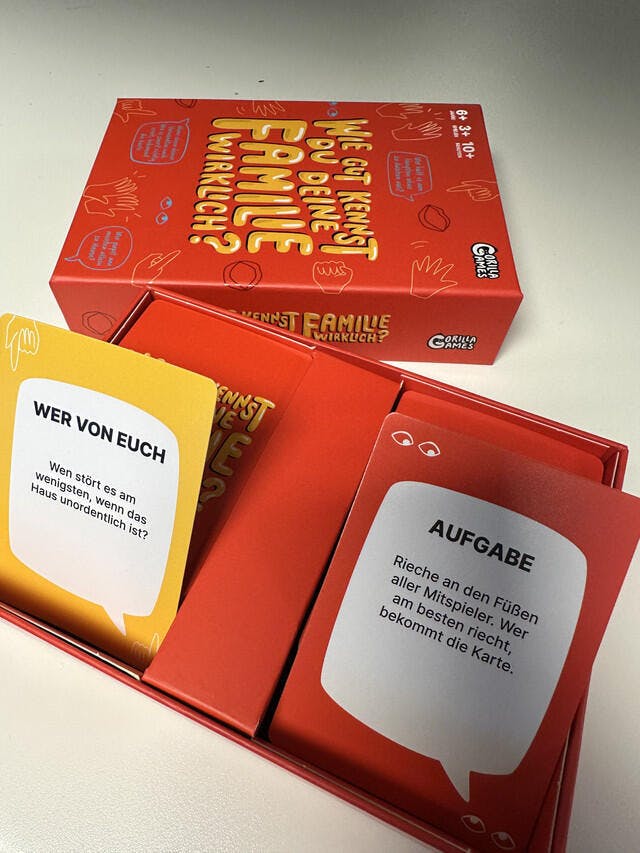 WIE GUT KENNST
DU DEINE
FAMILIE
WIRKLICH?
6+ 3+ 10+
GORILLA
GAMES
KENNST FAMILIE
WIRKLICH?
GORILLA
GAMES
WER VON EUCH
Wen stört es am
wenigsten, wenn das
Haus unordentlich ist?
KENNST
AUFGABE
Rieche an den Füßen
aller Mitspieler. Wer
am besten riecht,
bekommt die Karte.